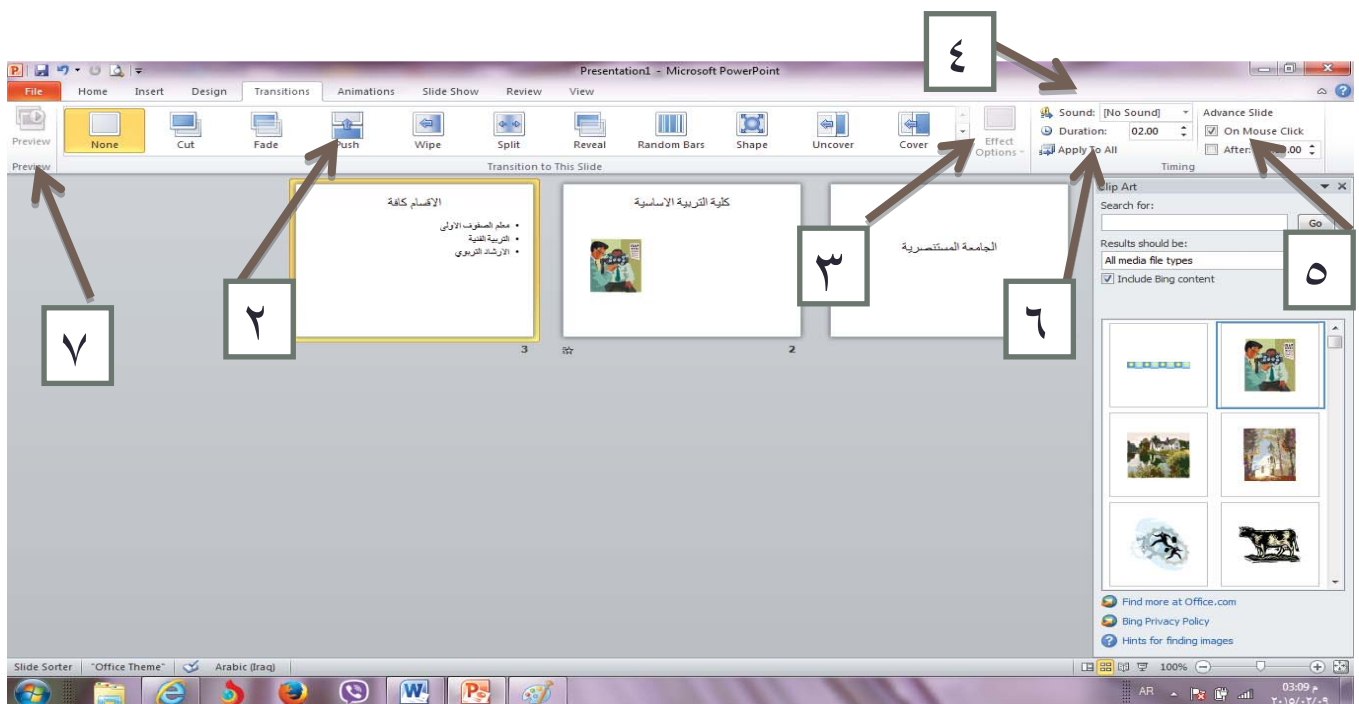 ٤
Presentation1 - Microsoft PowerPoint
File Home Insert Design Transitions Animations Slide Show Review View
Preview None Cut Fade Push Wipe Split Reveal Random Bars Shape Uncover Cover Effect Options
Sound: [No Sound] Advance Slide
Duration: 02.00 On Mouse Click
Apply To All After: .00
Preview Transition to This Slide Timing
الاقسام كافة
• معلم الصفوف الاولى
• التربية الفنية
• الارشاد التربوي
3
كلية التربية الاساسية
2
الجامعة المستنصرية
Clip Art
Search for:
Go
Results should be:
All media file types
Include Bing content
٧
٢
٣
٦
٥
Find more at Office.com
Bing Privacy Policy
Hints for finding images
Slide Sorter "Office Theme" Arabic (Iraq) 100%
AR 03:09 م
٢٠١٥/٠٢/٠٩